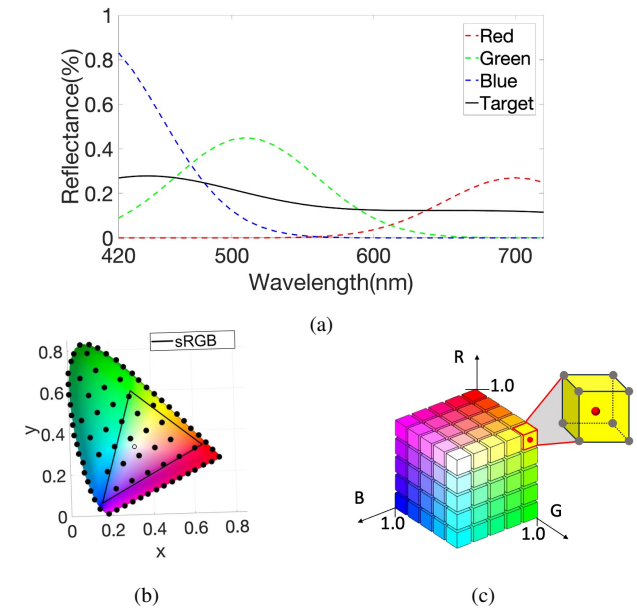 1
0.8
0.6
0.4
0.2
0
Reflectance(%)
Red
Green
Blue
Target
420 500 600 700
Wavelength(nm)
(a)
sRGB
0.8
0.6
0.4
0.2
0
y
0 0.2 0.4 0.6 0.8
x
R
1.0
B
1.0
G
1.0
(b)
(c)